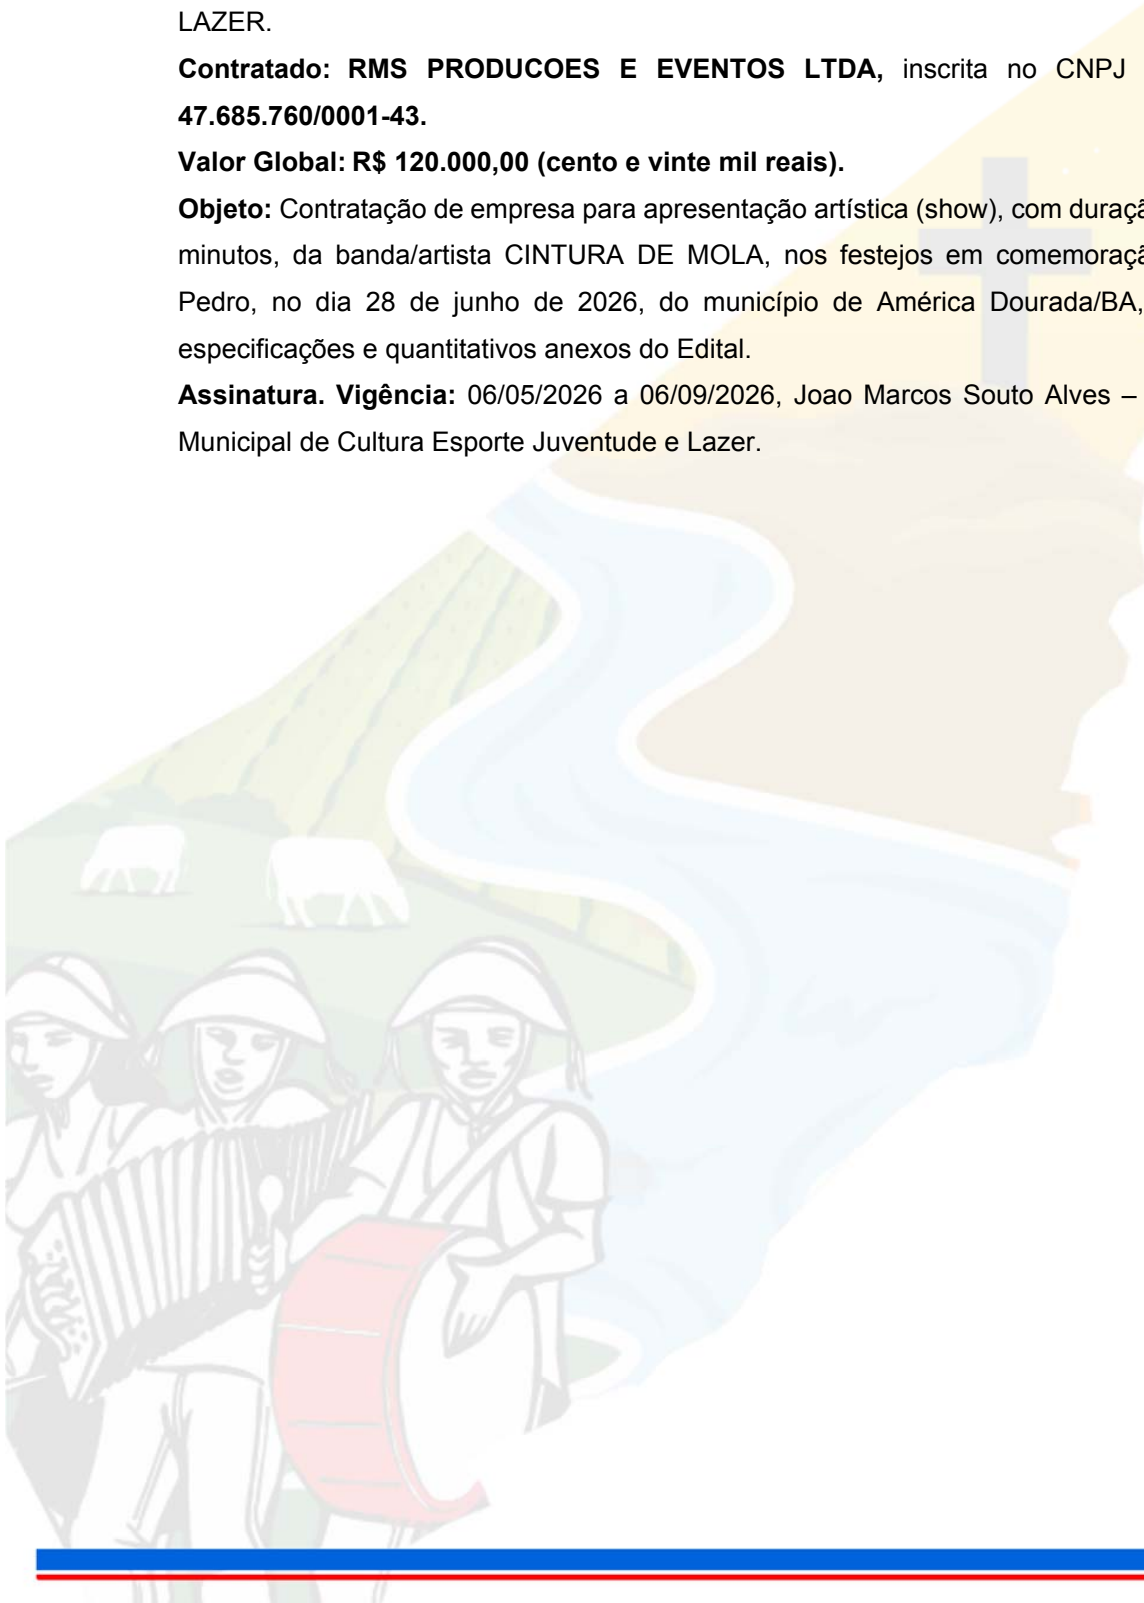 LAZER.
Contratado: RMS PRODUCOES E EVENTOS LTDA, inscrita no CNPJ
47.685.760/0001-43.
Valor Global: R$ 120.000,00 (cento e vinte mil reais).
Objeto: Contratação de empresa para apresentação artística (show), com
minutos, da banda/artista CINTURA DE MOLA, nos festejos em
Pedro, no dia 28 de junho de 2026, do município de América Dourada/BA,
especificações e quantitativos anexos do Edital.
Assinatura. Vigência: 06/05/2026 a 06/09/2026, Joao Marcos Souto Alves –
Municipal de Cultura Esporte Juventude e Lazer.